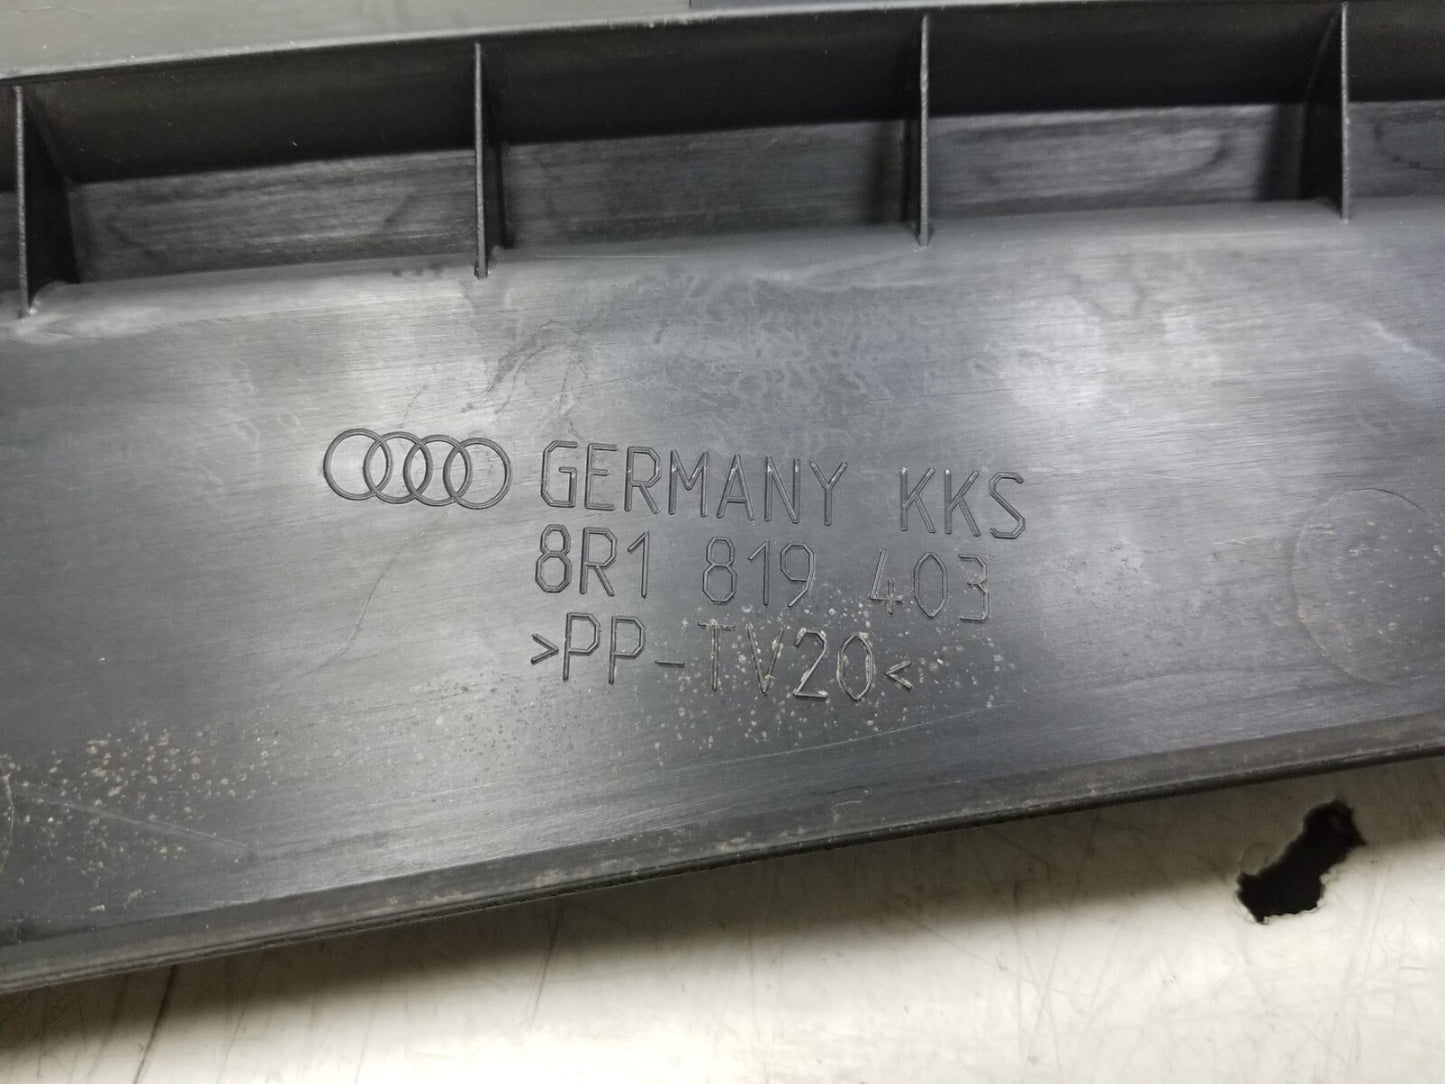 GERMANY KKS
8R1 819 403
>PP-TV20<